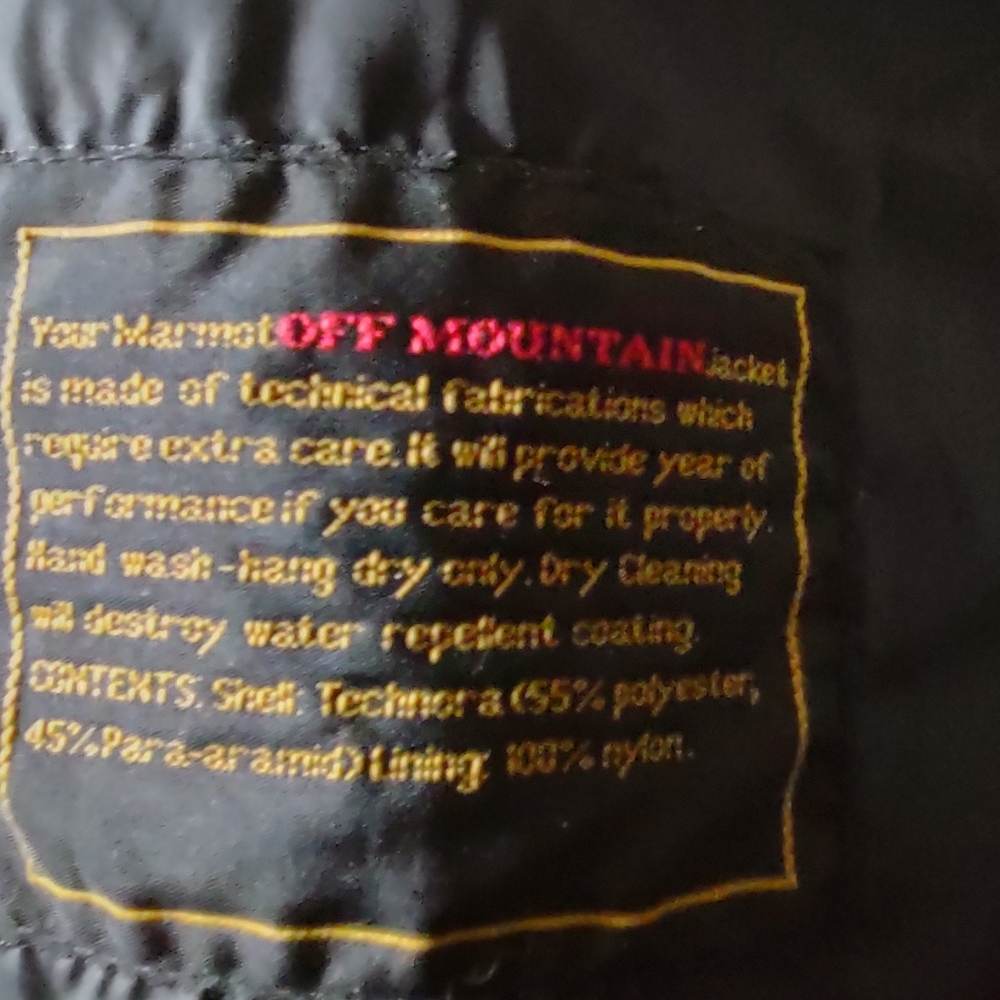 Your Marmot OFF MOUNTAIN Jacket
is made of technical fabrications which
require extra care. It will provide year of
performance if you care for it properly.
Hand wash-hang dry only. Dry Cleaning
will destroy water repellent coating.
CONTENTS: Shell: Technora (55% polyester,
45% Para-aramid) Lining: 100% nylon.